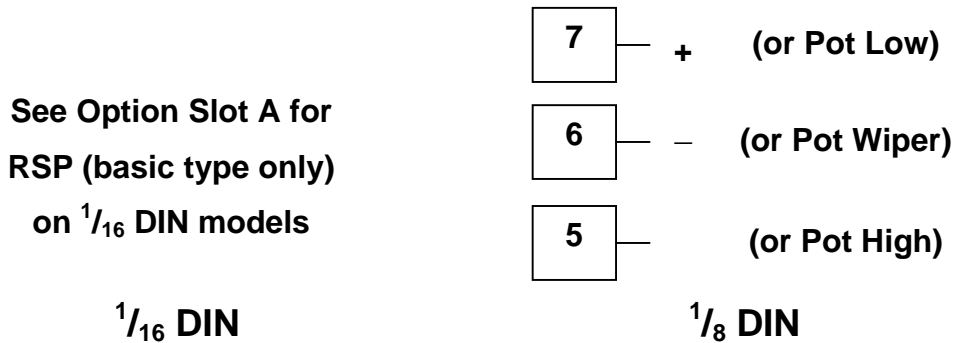 See Option Slot A for
RSP (basic type only)
on 1/16 DIN models
1/16 DIN
7 + (or Pot Low)
6 – (or Pot Wiper)
5 (or Pot High)
1/8 DIN